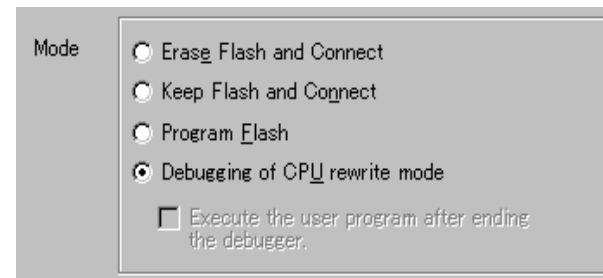 Mode
Erase Flash and Connect
Keep Flash and Connect
Program Flash
Debugging of CPU rewrite mode
Execute the user program after ending
the debugger.